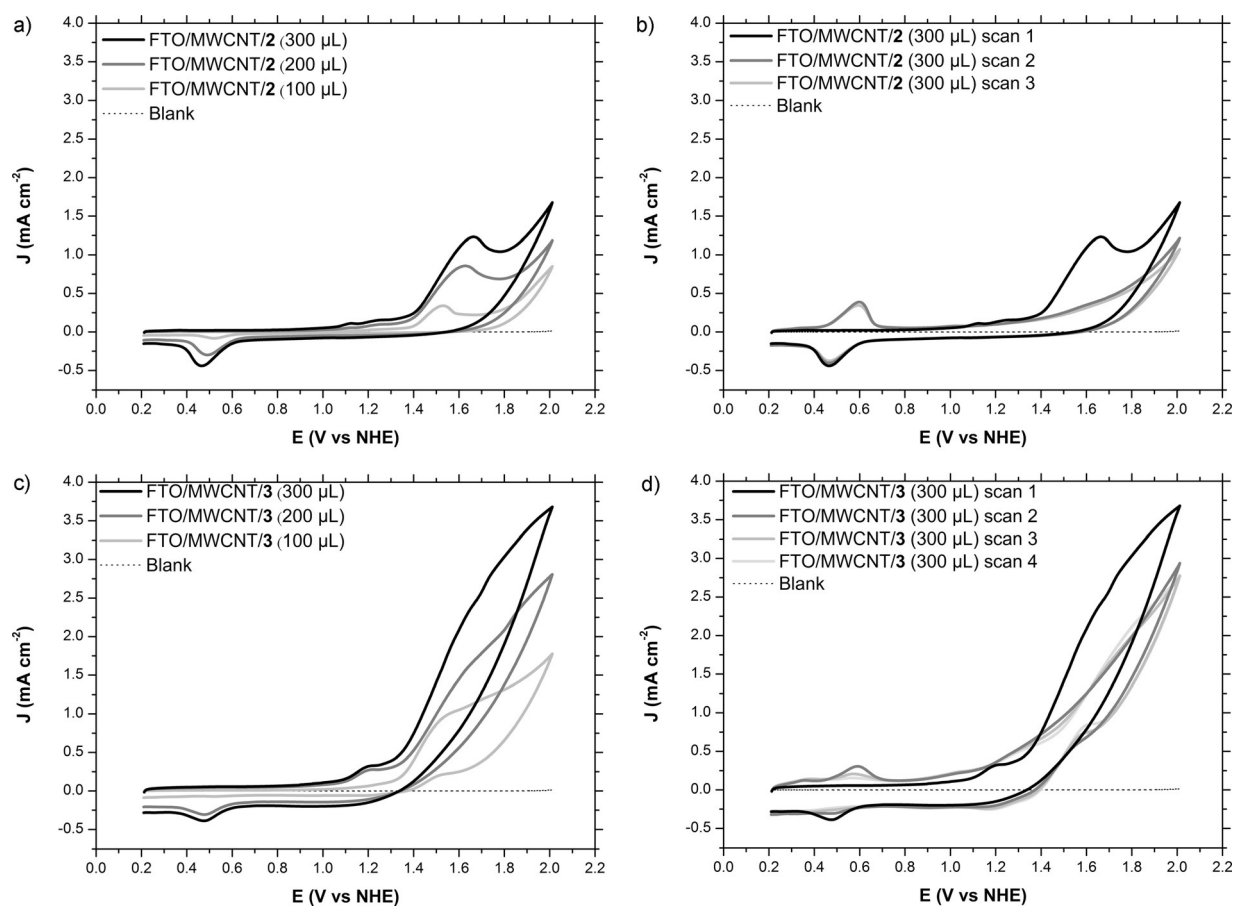 a)
FTO/MWCNT/2 (300 µL)
FTO/MWCNT/2 (200 µL)
FTO/MWCNT/2 (100 µL)
Blank
J (mA cm-2)
4.0
3.5
3.0
2.5
2.0
1.5
1.0
0.5
0.0
-0.5
0.0 0.2 0.4 0.6 0.8 1.0 1.2 1.4 1.6 1.8 2.0 2.2
E (V vs NHE)
b)
FTO/MWCNT/2 (300 µL) scan 1
FTO/MWCNT/2 (300 µL) scan 2
FTO/MWCNT/2 (300 µL) scan 3
Blank
J (mA cm-2)
4.0
3.5
3.0
2.5
2.0
1.5
1.0
0.5
0.0
-0.5
0.0 0.2 0.4 0.6 0.8 1.0 1.2 1.4 1.6 1.8 2.0 2.2
E (V vs NHE)
c)
FTO/MWCNT/3 (300 µL)
FTO/MWCNT/3 (200 µL)
FTO/MWCNT/3 (100 µL)
Blank
J (mA cm-2)
4.0
3.5
3.0
2.5
2.0
1.5
1.0
0.5
0.0
-0.5
0.0 0.2 0.4 0.6 0.8 1.0 1.2 1.4 1.6 1.8 2.0 2.2
E (V vs NHE)
d)
FTO/MWCNT/3 (300 µL) scan 1
FTO/MWCNT/3 (300 µL) scan 2
FTO/MWCNT/3 (300 µL) scan 3
FTO/MWCNT/3 (300 µL) scan 4
Blank
J (mA cm-2)
4.0
3.5
3.0
2.5
2.0
1.5
1.0
0.5
0.0
-0.5
0.0 0.2 0.4 0.6 0.8 1.0 1.2 1.4 1.6 1.8 2.0 2.2
E (V vs NHE)